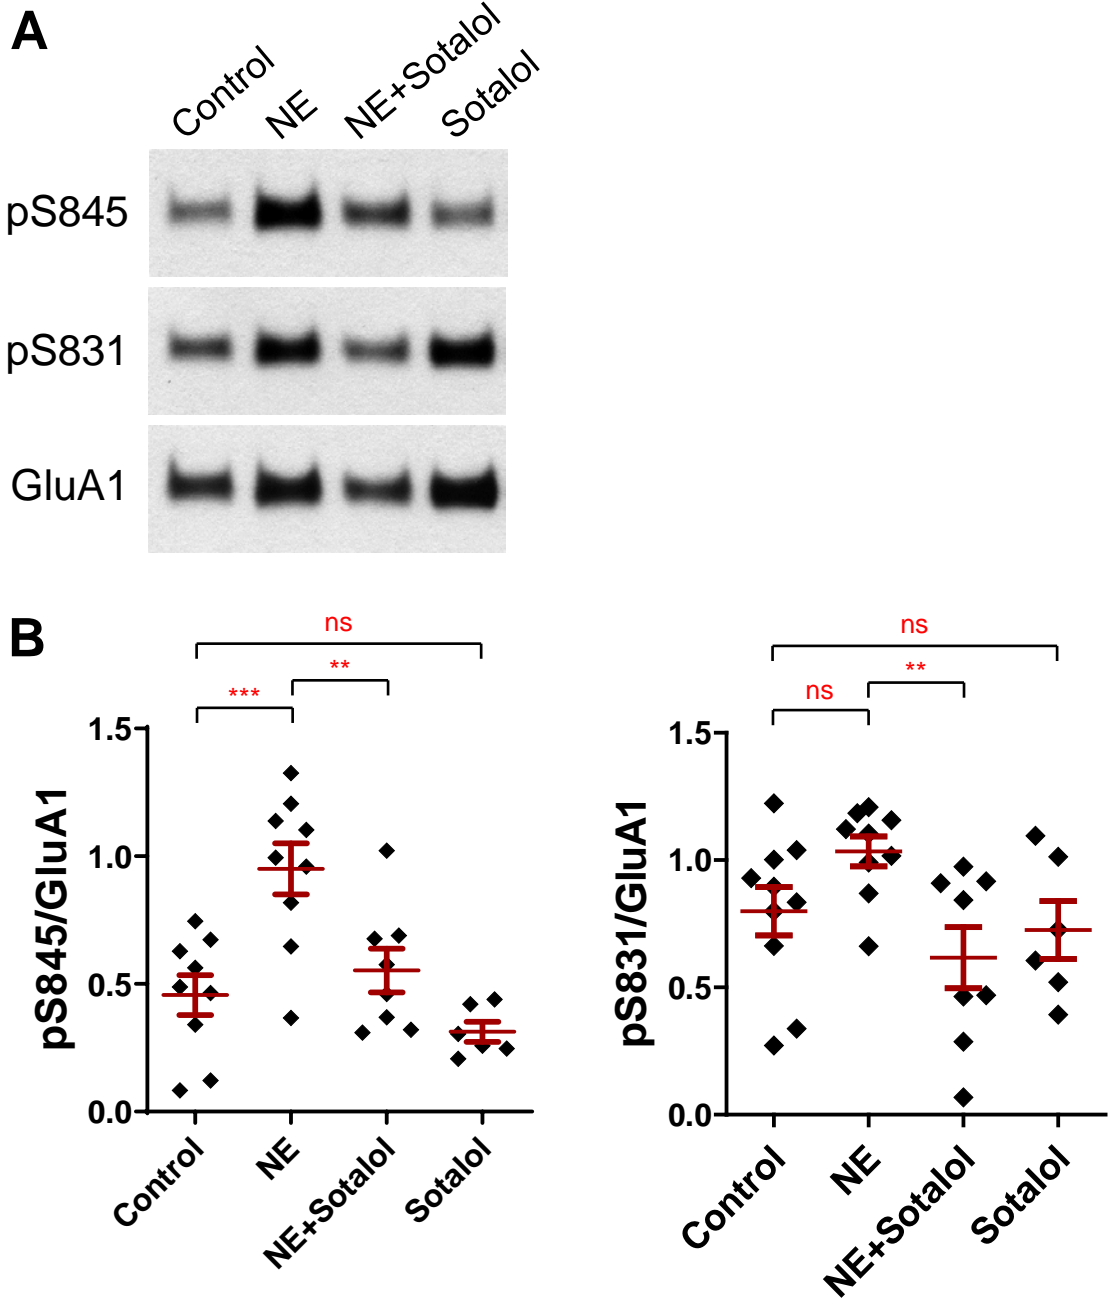 A
Control
NE
NE+Sotalol
Sotalol
pS845
pS831
GluA1
B
ns
**
***
pS845/GluA1
1.5
1.0
0.5
0.0
Control
NE
NE+Sotalol
Sotalol
ns
**
ns
pS831/GluA1
1.5
1.0
0.5
0.0
Control
NE
NE+Sotalol
Sotalol